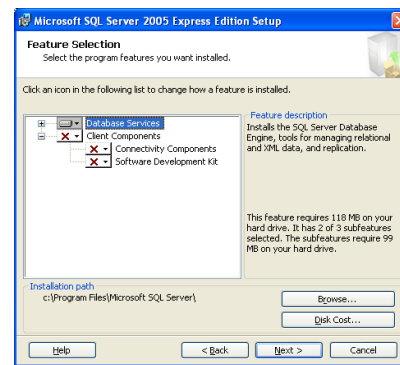 Microsoft SQL Server 2005 Express Edition Setup
Feature Selection
Select the program features you want installed.
Click an icon in the following list to change how a feature is installed.
Database Services
Client Components
Connectivity Components
Software Development Kit
Feature description
Installs the SQL Server Database
Engine, tools for managing relational
and XML data, and replication.
This feature requires 118 MB on your
hard drive. It has 2 of 3 subfeatures
selected. The subfeatures require 99
MB on your hard drive.
Installation path
c:\Program Files\Microsoft SQL Server\
Browse...
Disk Cost...
Help
< Back
Next >
Cancel